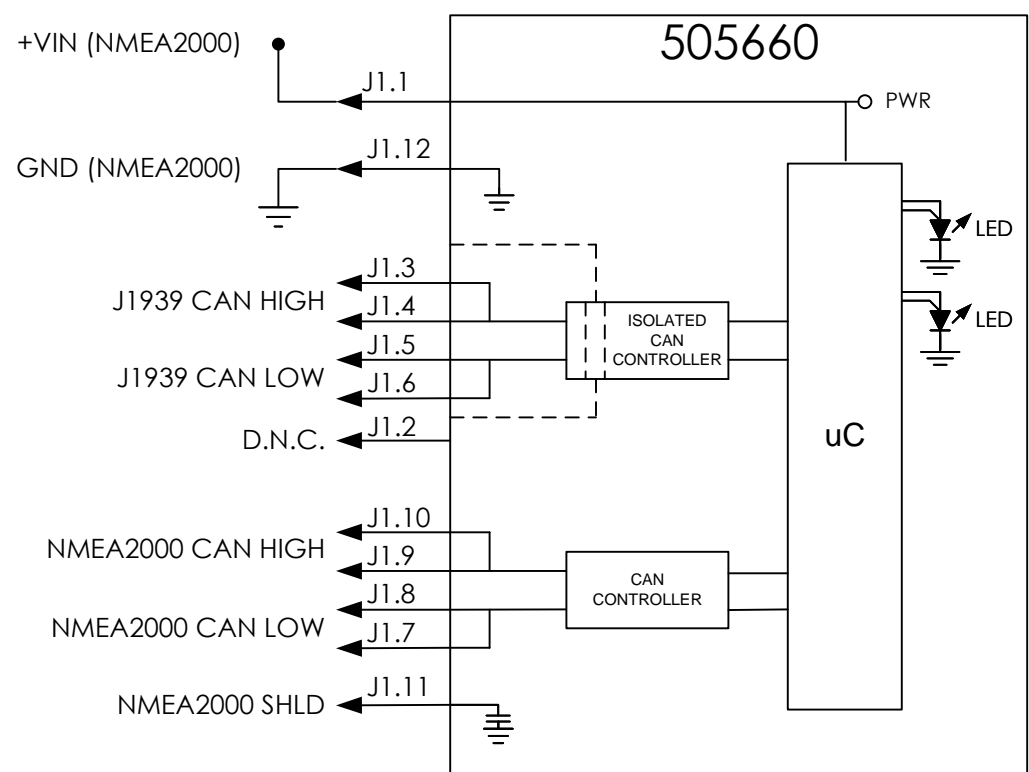 505660
+VIN (NMEA2000)
J1.1
PWR
J1.12
GND (NMEA2000)
LED
J1.3
J1939 CAN HIGH
J1.4
ISOLATED
CAN
CONTROLLER
LED
J1.5
J1939 CAN LOW
J1.6
J1.2
D.N.C.
uC
J1.10
NMEA2000 CAN HIGH
J1.9
CAN
CONTROLLER
J1.8
NMEA2000 CAN LOW
J1.7
J1.11
NMEA2000 SHLD